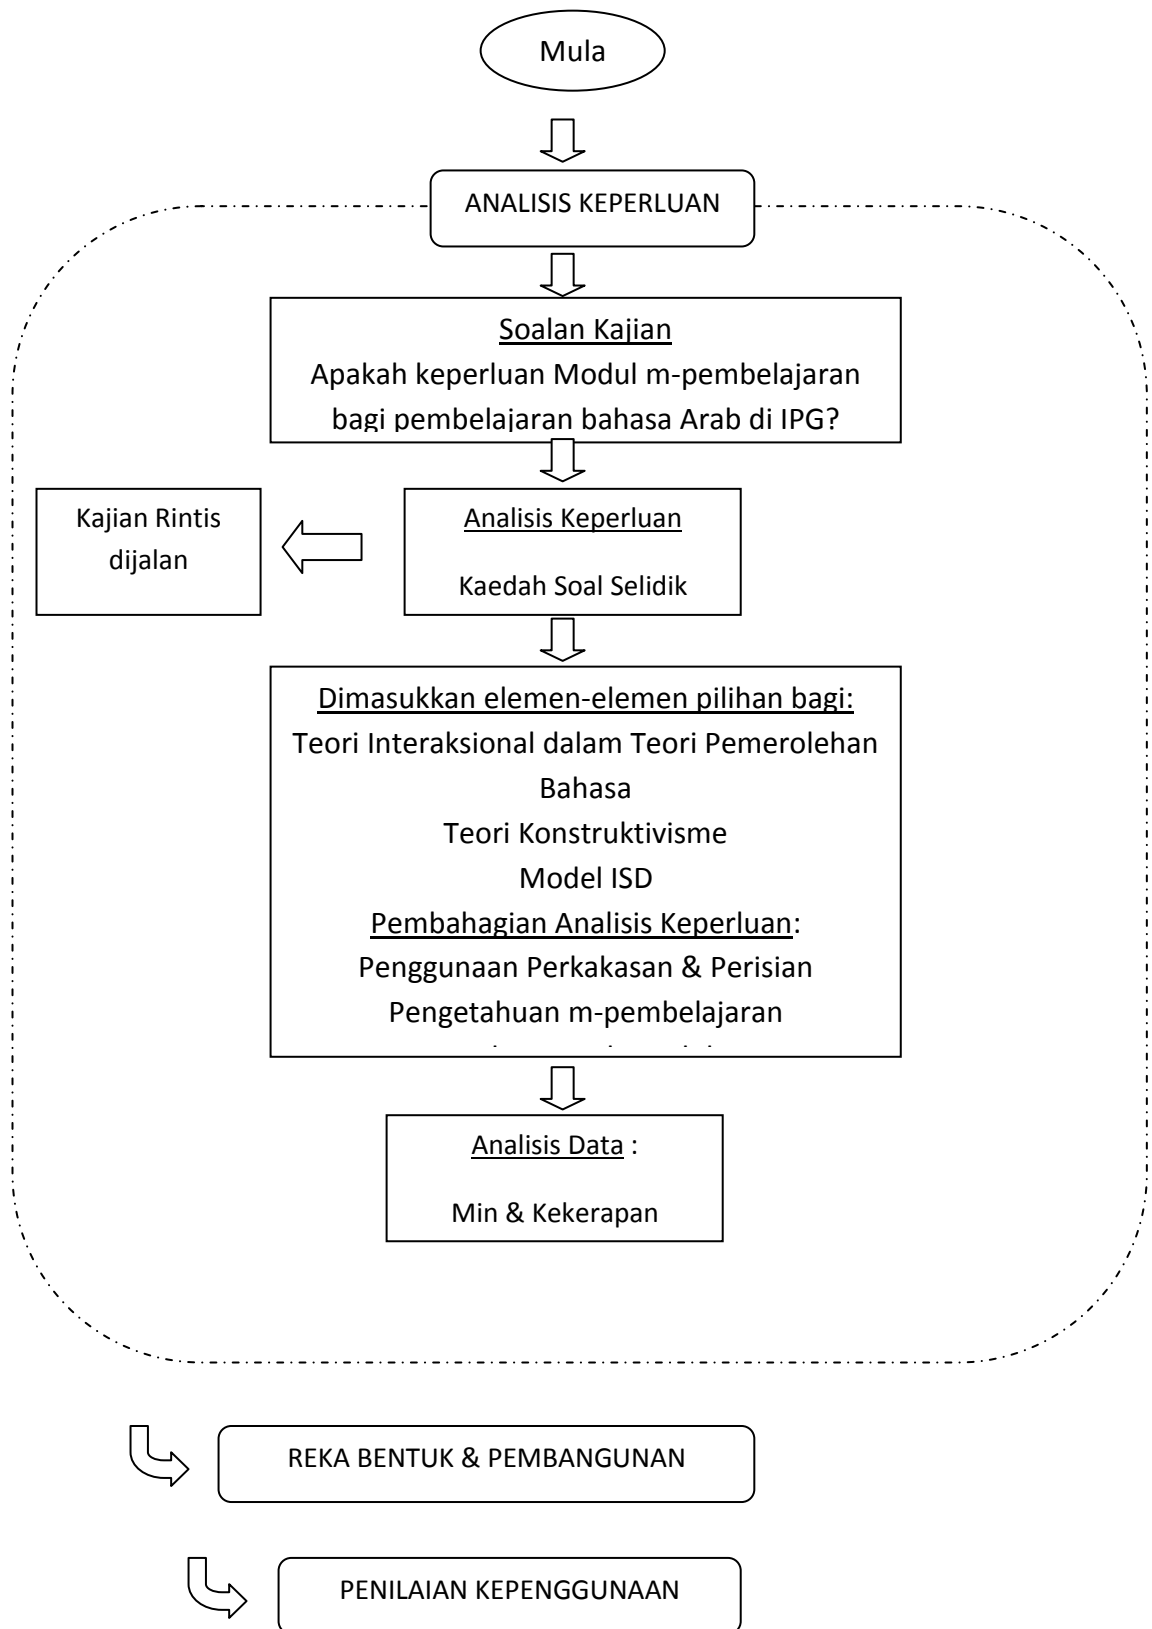 Mula
ANALISIS KEPERLUAN
Soalan Kajian
Apakah keperluan Modul m-pembelajaran
bagi pembelajaran bahasa Arab di IPG?
Kajian Rintis
dijalan
Analisis Keperluan
Kaedah Soal Selidik
Dimasukkan elemen-elemen pilihan bagi:
Teori Interaksional dalam Teori Pemerolehan
Bahasa
Teori Konstruktivisme
Model ISD
Pembahagian Analisis Keperluan:
Penggunaan Perkakasan & Perisian
Pengetahuan m-pembelajaran
Analisis Data :
Min & Kekerapan
REKA BENTUK & PEMBANGUNAN
PENILAIAN KEPENGGUNAAN